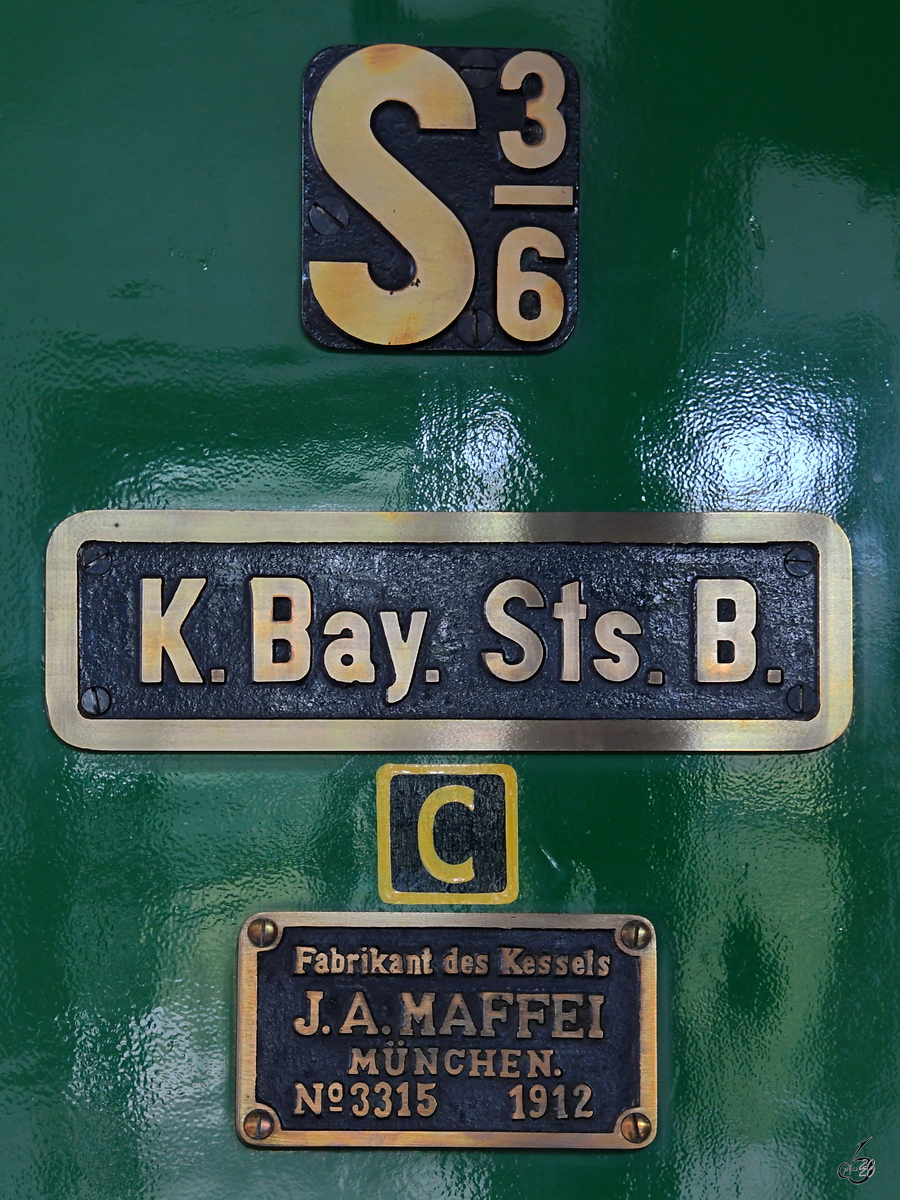 S 3/6
K. Bay. Sts. B.
C
Fabrikant des Kessels
J. A. MAFFEI
MÜNCHEN.
Nº 3315 1912